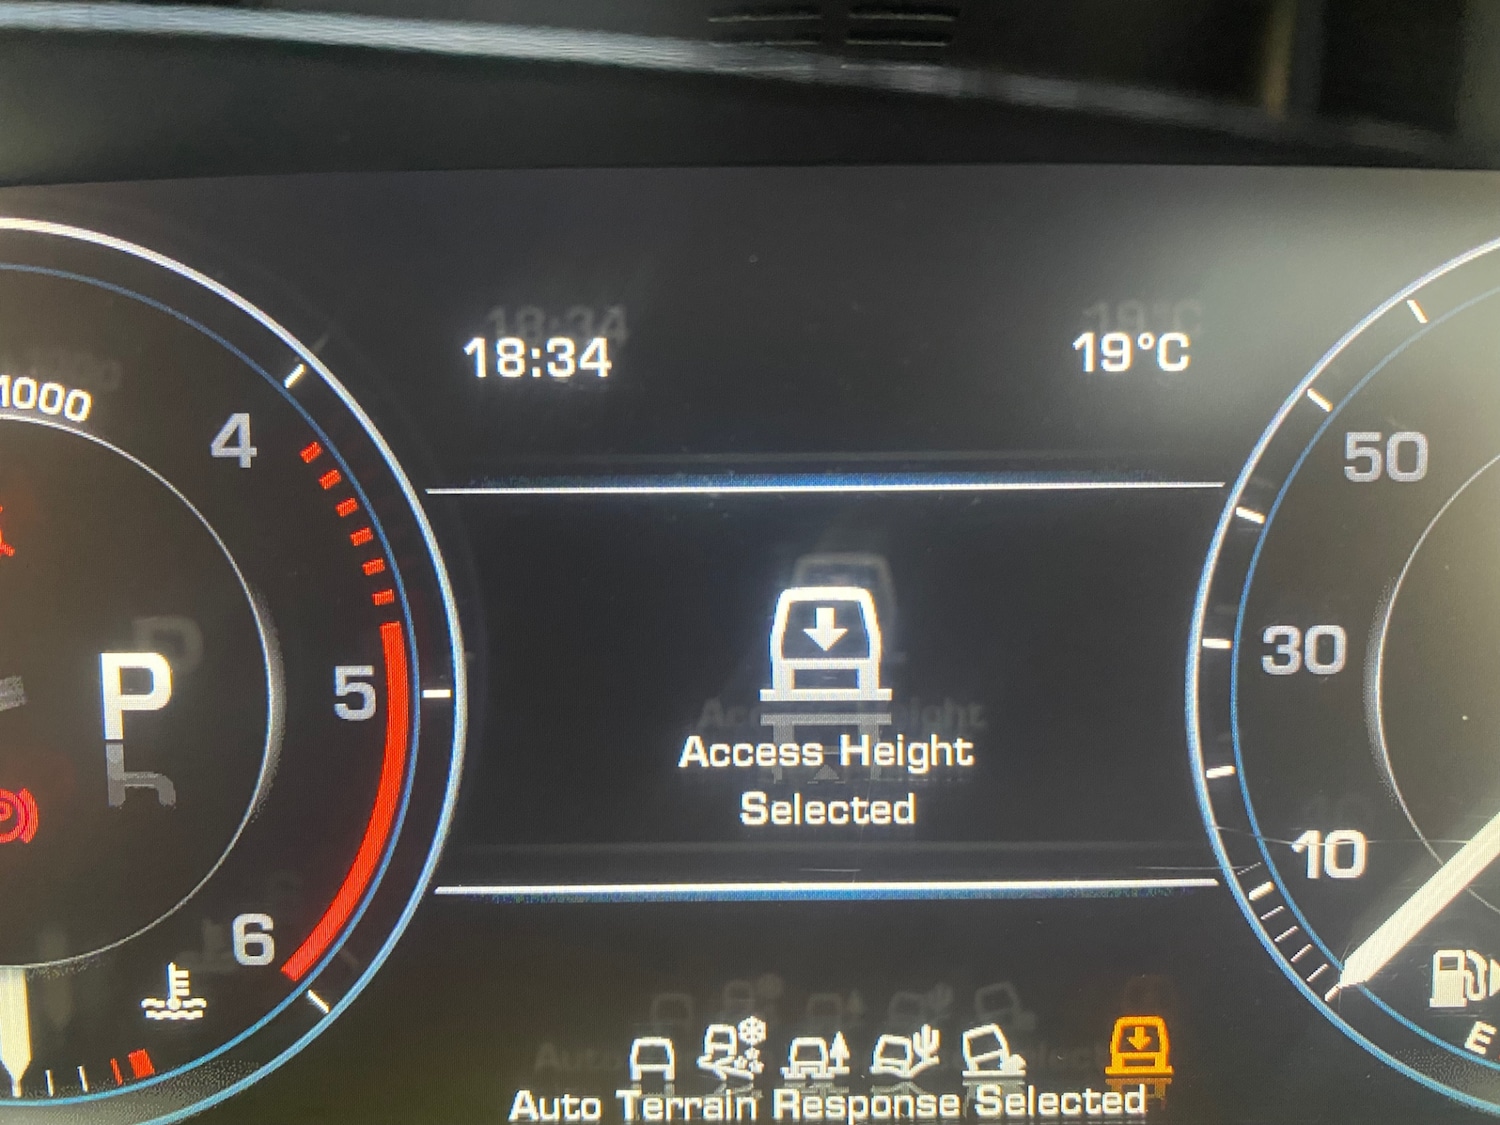 18:34
19°C
1000
4
5
6
P
50
30
10
E
Access Height
Selected
Auto Terrain Response Selected